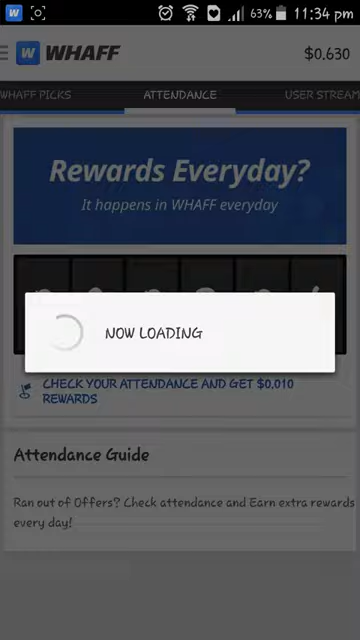 W 63% 11:34 pm
W WHAFF $0.630
WHAFF PICKS ATTENDANCE USER STREAM
Rewards Everyday?
It happens in WHAFF everyday
NOW LOADING
CHECK YOUR ATTENDANCE AND GET $0,010
REWARDS
Attendance Guide
Ran out of Offers? Check attendance and Earn extra rewards
every day!